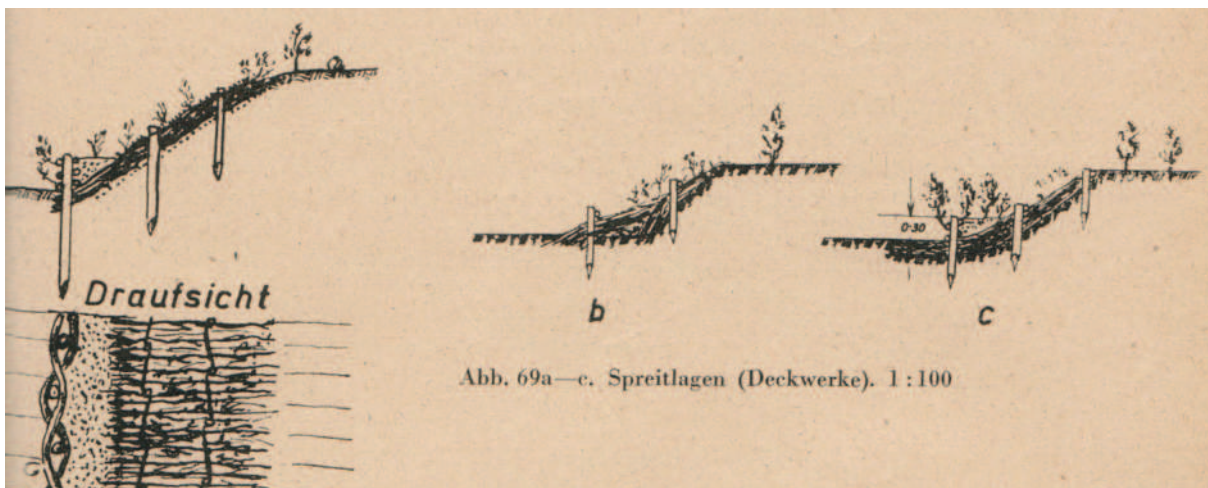 Draufsicht
0·30
b
c
Abb. 69a—c. Spreitlagen (Deckwerke). 1 : 100